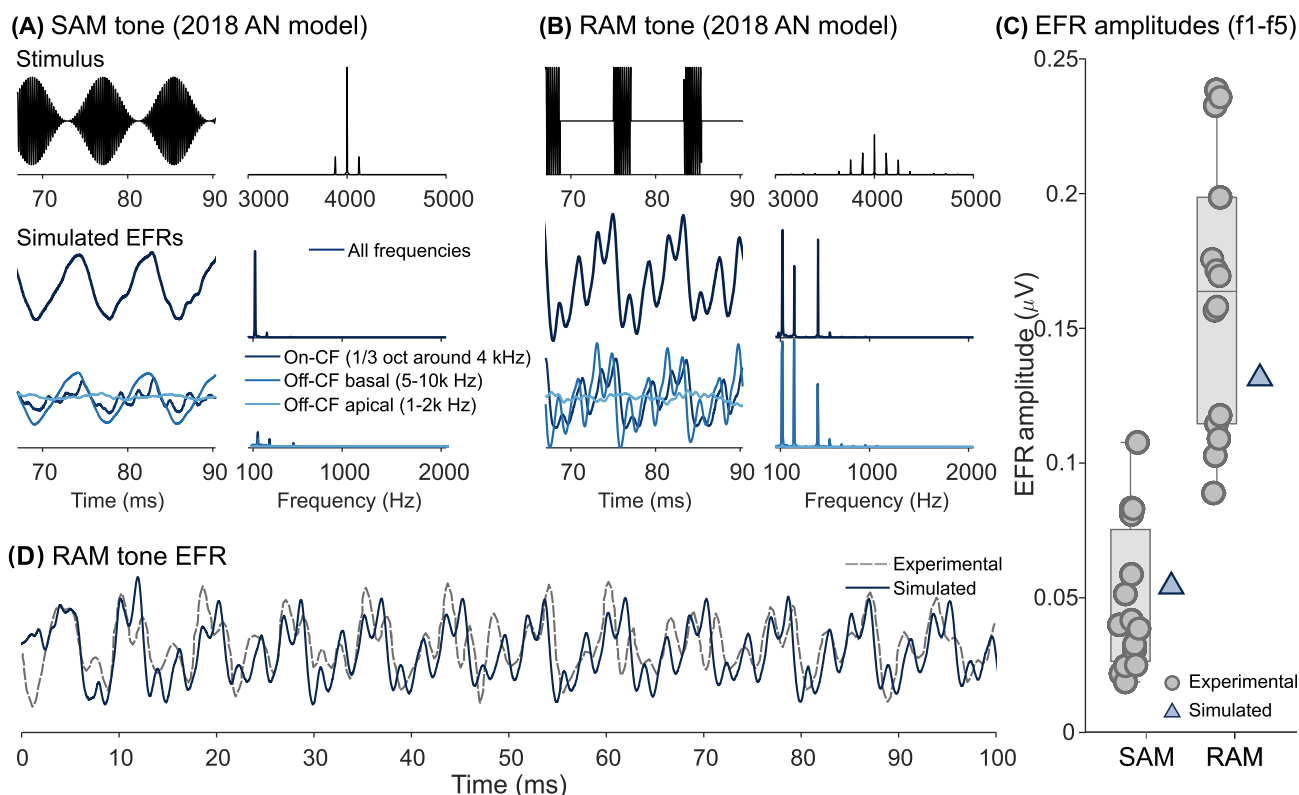 (A) SAM tone (2018 AN model)
Stimulus
70 80 90
3000 4000 5000
Simulated EFRs
All frequencies
On-CF (1/3 oct around 4 kHz)
Off-CF basal (5-10k Hz)
Off-CF apical (1-2k Hz)
70 80 90
100 1000 2000
Time (ms)
Frequency (Hz)
(B) RAM tone (2018 AN model)
70 80 90
3000 4000 5000
70 80 90
100 1000 2000
Time (ms)
Frequency (Hz)
(C) EFR amplitudes (f1-f5)
0.25
0.2
0.15
0.1
0.05
0
EFR amplitude (μV)
Experimental
Simulated
SAM RAM
(D) RAM tone EFR
Experimental
Simulated
0 10 20 30 40 50 60 70 80 90 100
Time (ms)